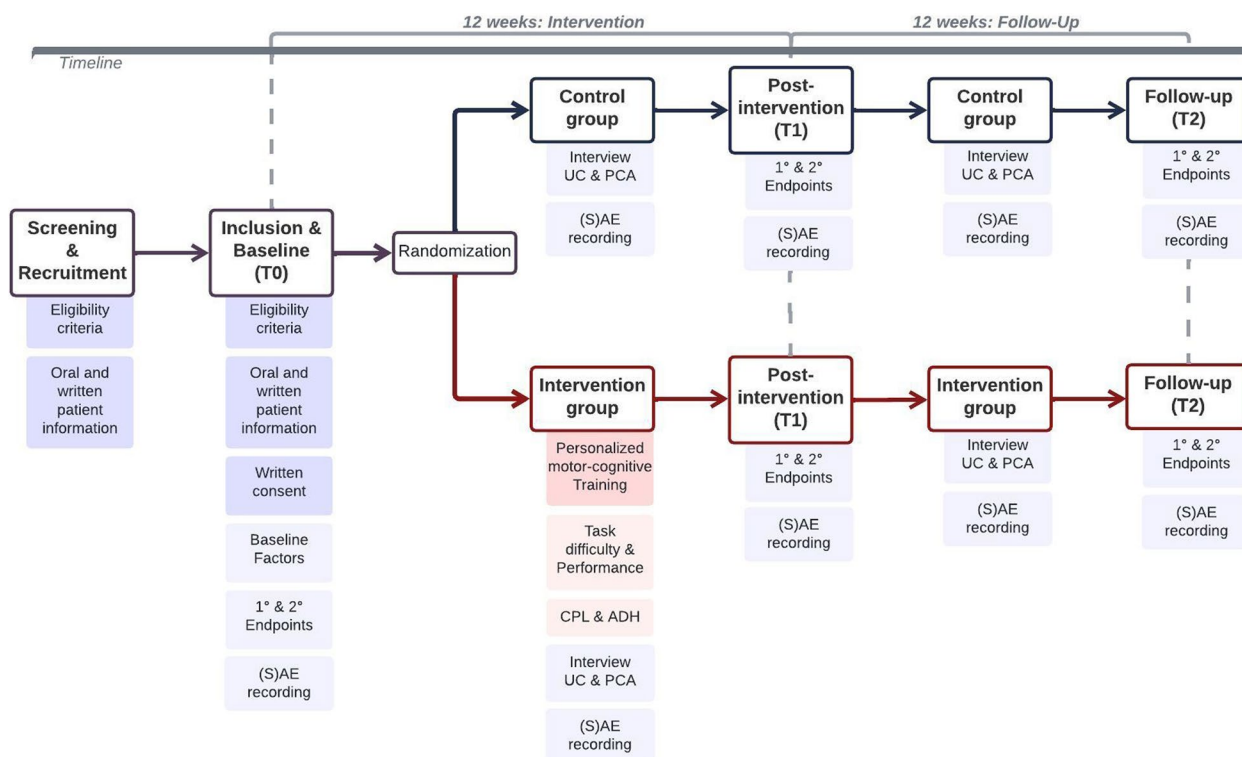 12 weeks: Intervention
12 weeks: Follow-Up
Timeline
Screening
&
Recruitment
Eligibility
criteria
Oral and
written
patient
information
Inclusion &
Baseline
(T0)
Eligibility
criteria
Oral and
written
patient
information
Written
consent
Baseline
Factors
1° & 2°
Endpoints
(S)AE
recording
Randomization
Control
group
Interview
UC & PCA
(S)AE
recording
Post-
intervention
(T1)
1° & 2°
Endpoints
(S)AE
recording
Control
group
Interview
UC & PCA
(S)AE
recording
Follow-up
(T2)
1° & 2°
Endpoints
(S)AE
recording
Intervention
group
Personalized
motor-cognitive
Training
Task
difficulty &
Performance
CPL & ADH
Interview
UC & PCA
(S)AE
recording
Post-
intervention
(T1)
1° & 2°
Endpoints
(S)AE
recording
Intervention
group
Interview
UC & PCA
(S)AE
recording
Follow-up
(T2)
1° & 2°
Endpoints
(S)AE
recording